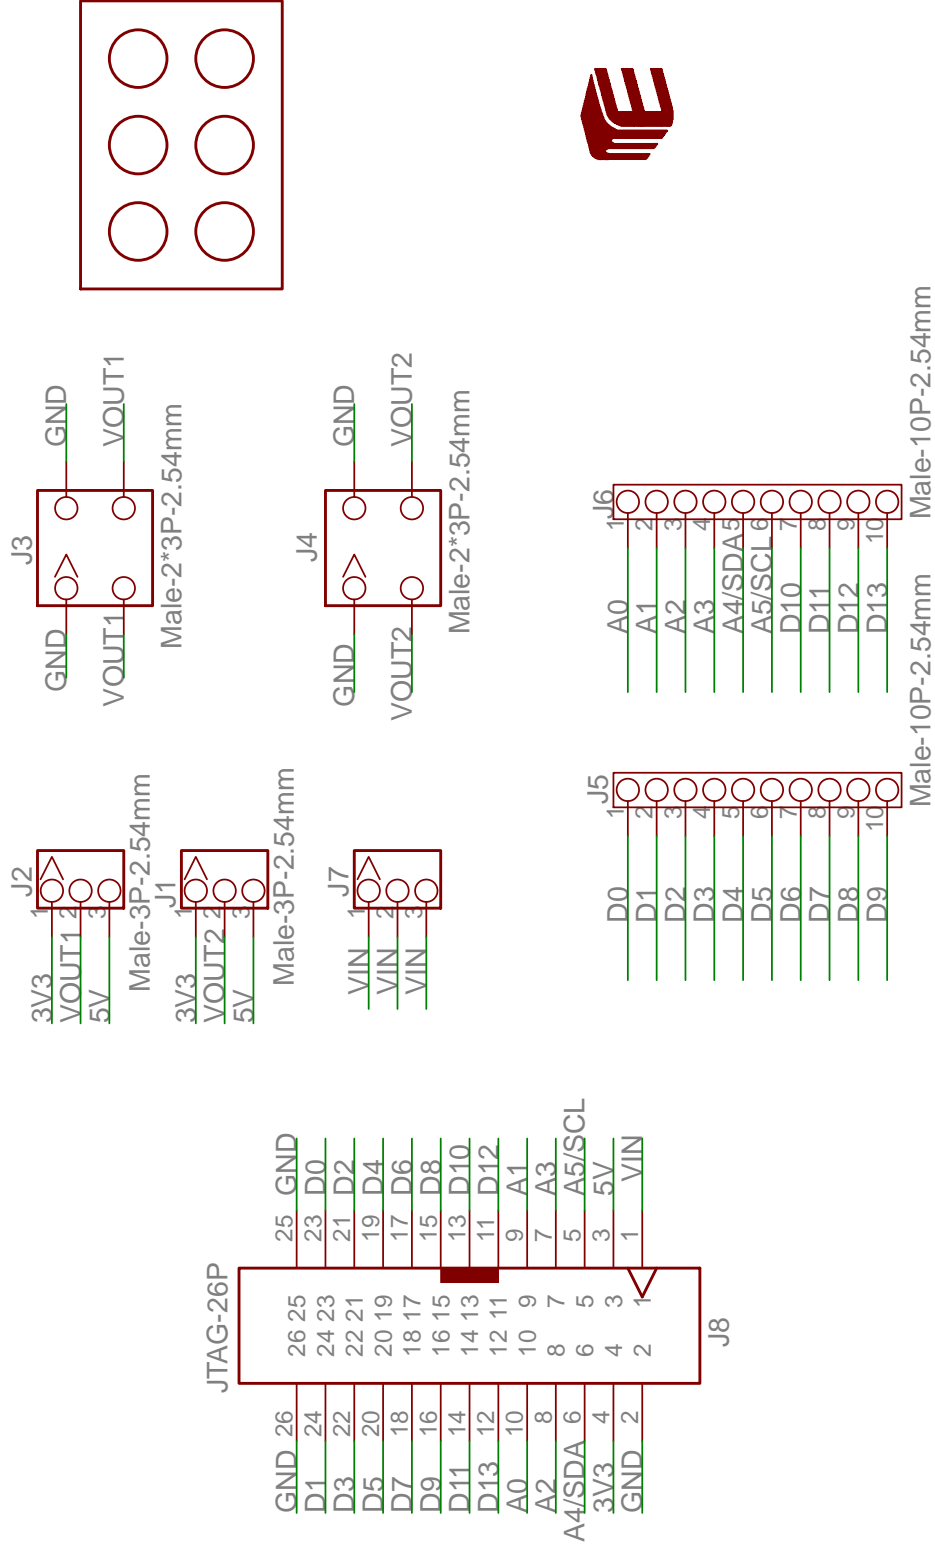 J3
GND
VOUT1
GND
VOUT1
Male-2*3P-2.54mm
J4
GND
VOUT2
GND
VOUT2
Male-2*3P-2.54mm
J2
3V3 1
VOUT1 2
5V 3
Male-3P-2.54mm
J1
3V3 1
VOUT2 2
5V 3
Male-3P-2.54mm
J7
VIN 1
VIN 2
VIN 3
J6
A0 1
A1 2
A2 3
A3 4
A4/SDA 5
A5/SCL 6
D10 7
D11 8
D12 9
D13 10
Male-10P-2.54mm
J5
D0 1
D1 2
D2 3
D3 4
D4 5
D5 6
D6 7
D7 8
D8 9
D9 10
Male-10P-2.54mm
JTAG-26P
GND 26 26 25 25 GND
D1 24 24 23 23 D0
D3 22 22 21 21 D2
D5 20 20 19 19 D4
D7 18 18 17 17 D6
D9 16 16 15 15 D8
D11 14 14 13 13 D10
D13 12 12 11 11 D12
A0 10 10 9 9 A1
A2 8 8 7 7 A3
A4/SDA 6 6 5 5 A5/SCL
3V3 4 4 3 3 5V
GND 2 2 1 1 VIN
J8